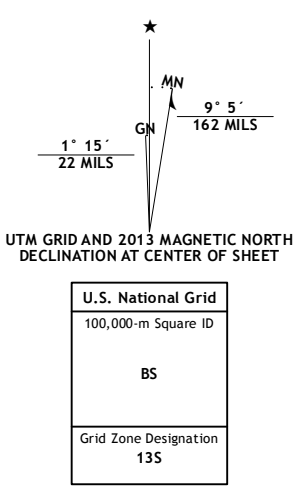 ★
MN
GN
9° 5´
162 MILS
1° 15´
22 MILS
UTM GRID AND 2013 MAGNETIC NORTH
DECLINATION AT CENTER OF SHEET
U.S. National Grid
100,000-m Square ID
BS
Grid Zone Designation
13S